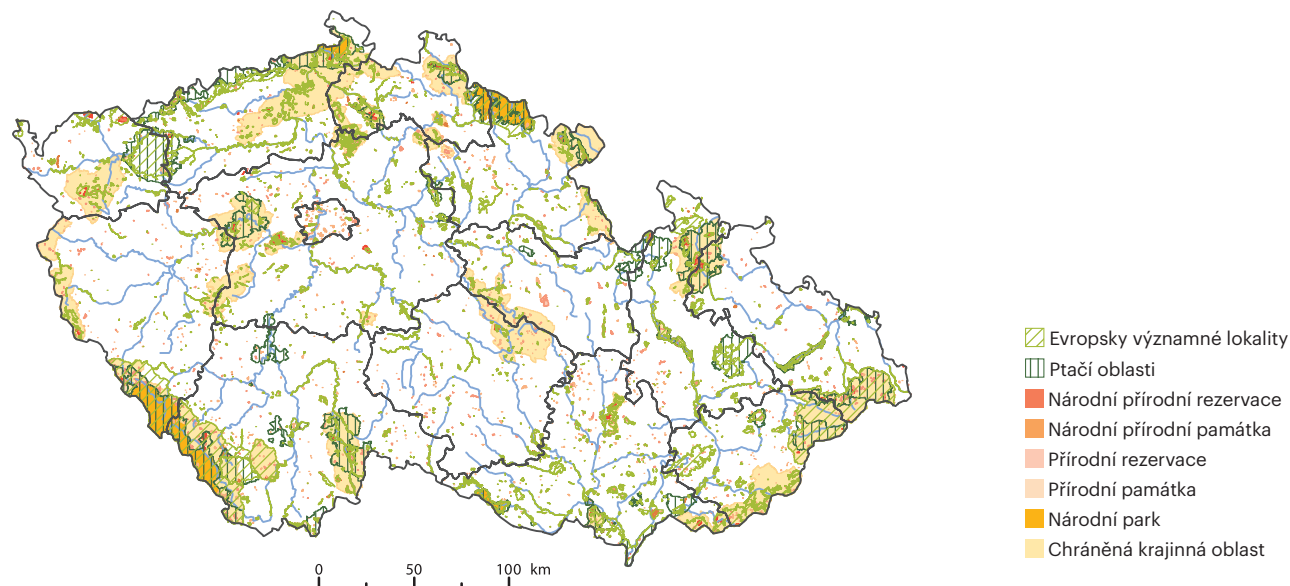 Evropsky významné lokality
Ptačí oblasti
Národní přírodní rezervace
Národní přírodní památka
Přírodní rezervace
Přírodní památka
Národní park
Chráněná krajinná oblast
0 50 100 km